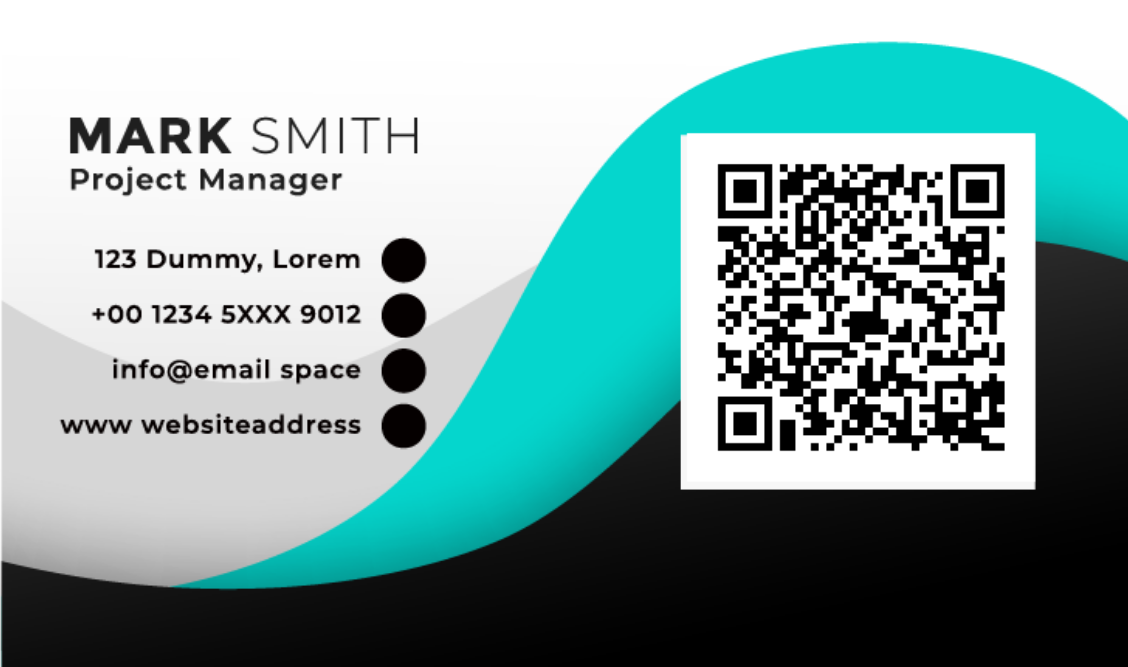 MARK SMITH
Project Manager
123 Dummy, Lorem
+00 1234 5XXX 9012
info@email space
www websiteaddress